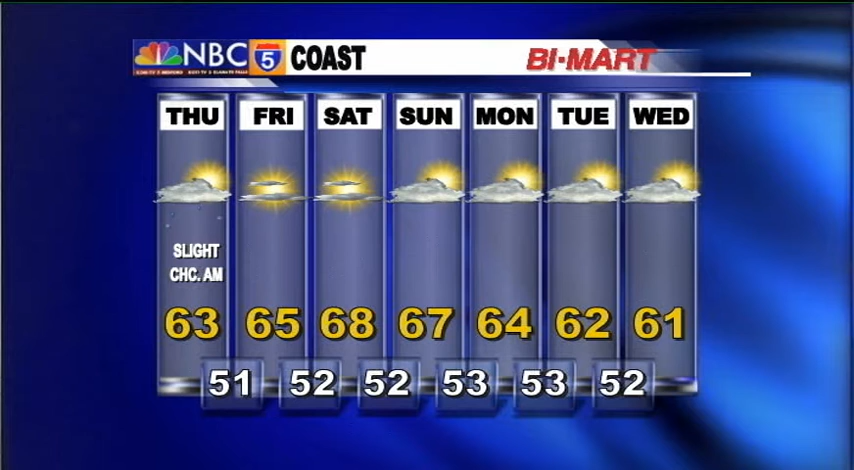 NBC 5 COAST BI-MART
THU FRI SAT SUN MON TUE WED
SLIGHT
CHC. AM
63 65 68 67 64 62 61
51 52 52 53 53 52